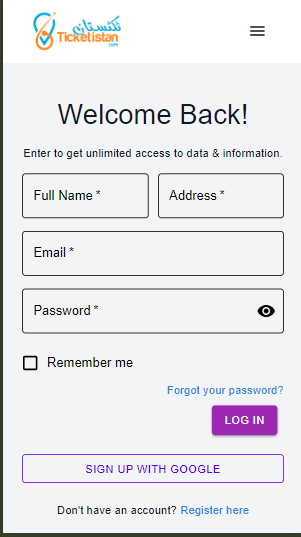 تکتستان
Ticketistan
.com
Welcome Back!
Enter to get unlimited access to data & information.
Full Name *
Address *
Email *
Password *
Remember me
Forgot your password?
LOG IN
SIGN UP WITH GOOGLE
Don't have an account? Register here